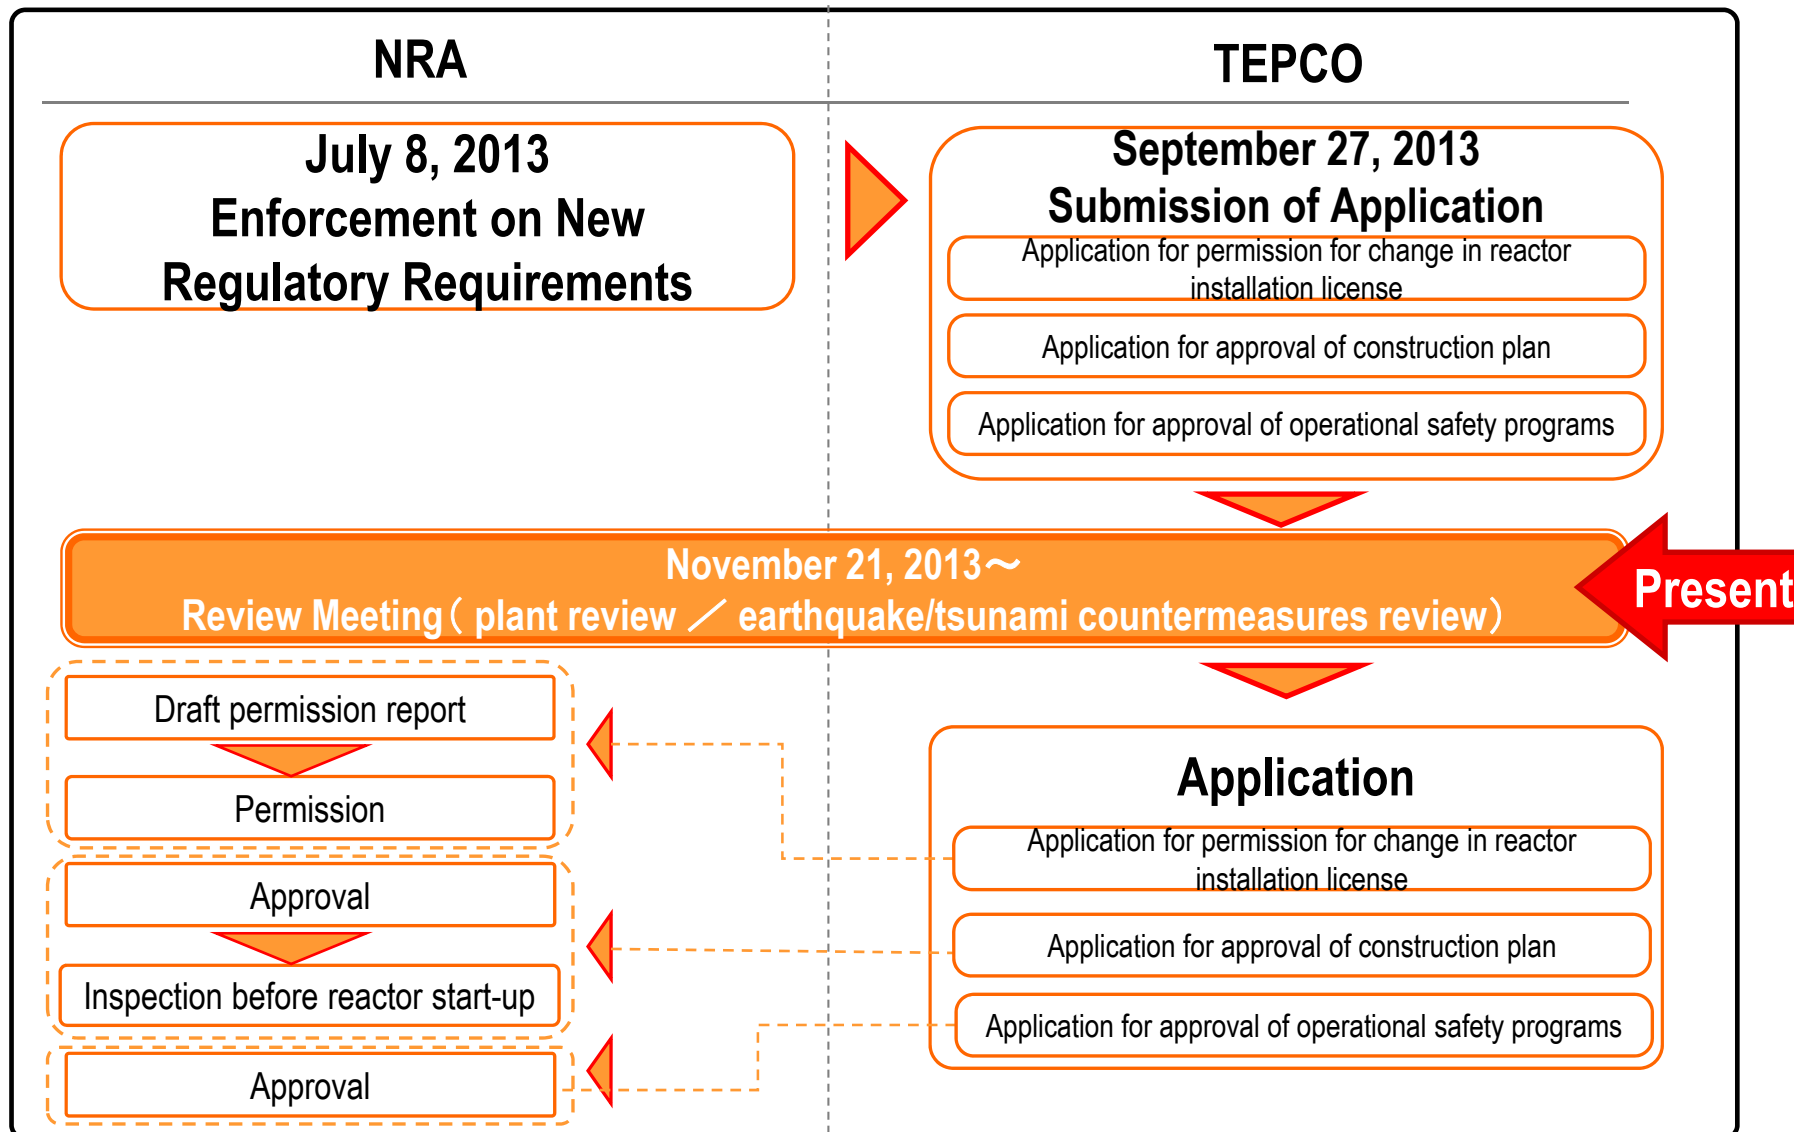 NRA
TEPCO
July 8, 2013
Enforcement on New
Regulatory Requirements
September 27, 2013
Submission of Application
Application for permission for change in reactor
installation license
Application for approval of construction plan
Application for approval of operational safety programs
November 21, 2013～
Review Meeting（ plant review ／ earthquake/tsunami countermeasures review）
Present
Draft permission report
Permission
Approval
Inspection before reactor start-up
Approval
Application
Application for permission for change in reactor
installation license
Application for approval of construction plan
Application for approval of operational safety programs